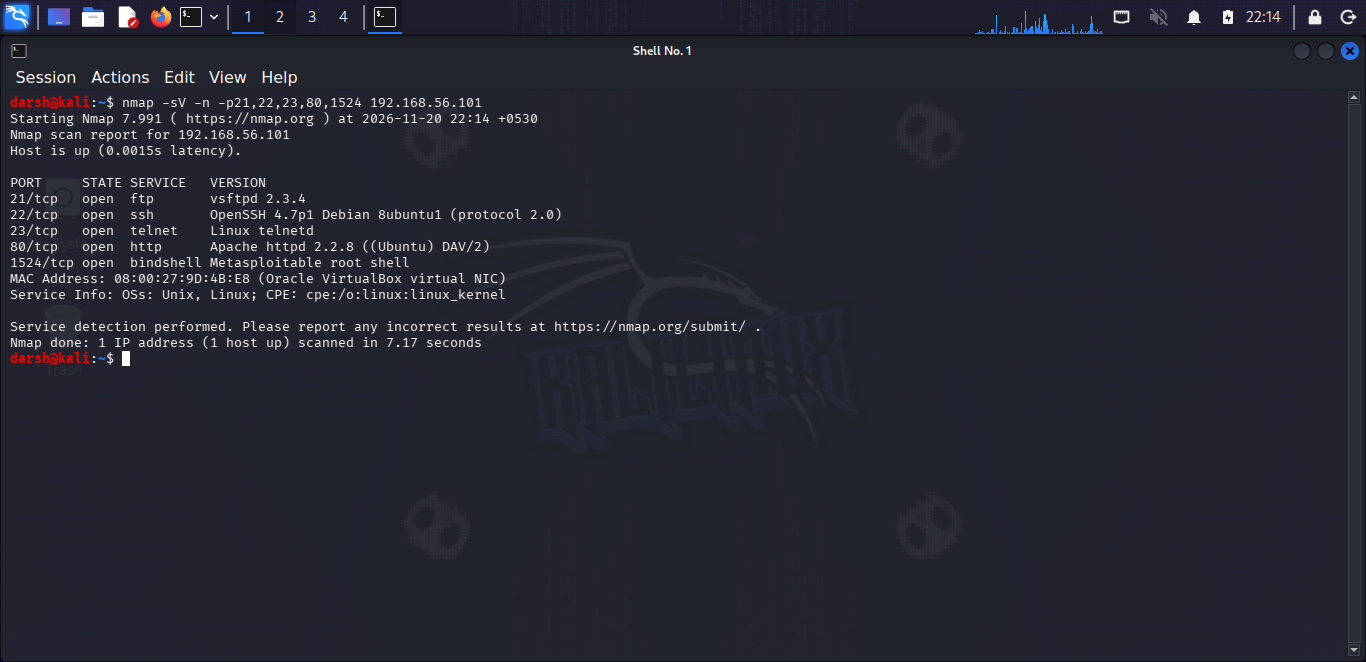 1 2 3 4 22:14
Shell No. 1
Session Actions Edit View Help
darsh@kali:~$ nmap -sV -n -p21,22,23,80,1524 192.168.56.101
Starting Nmap 7.991 ( https://nmap.org ) at 2026-11-20 22:14 +0530
Nmap scan report for 192.168.56.101
Host is up (0.0015s latency).
PORT     STATE SERVICE   VERSION
21/tcp   open  ftp       vsftpd 2.3.4
22/tcp   open  ssh       OpenSSH 4.7p1 Debian 8ubuntu1 (protocol 2.0)
23/tcp   open  telnet    Linux telnetd
80/tcp   open  http      Apache httpd 2.2.8 ((Ubuntu) DAV/2)
1524/tcp open  bindshell Metasploitable root shell
MAC Address: 08:00:27:9D:4B:E8 (Oracle VirtualBox virtual NIC)
Service Info: OSs: Unix, Linux; CPE: cpe:/o:linux:linux_kernel
Service detection performed. Please report any incorrect results at https://nmap.org/submit/ .
Nmap done: 1 IP address (1 host up) scanned in 7.17 seconds
darsh@kali:~$
Trash
KALI LINUX